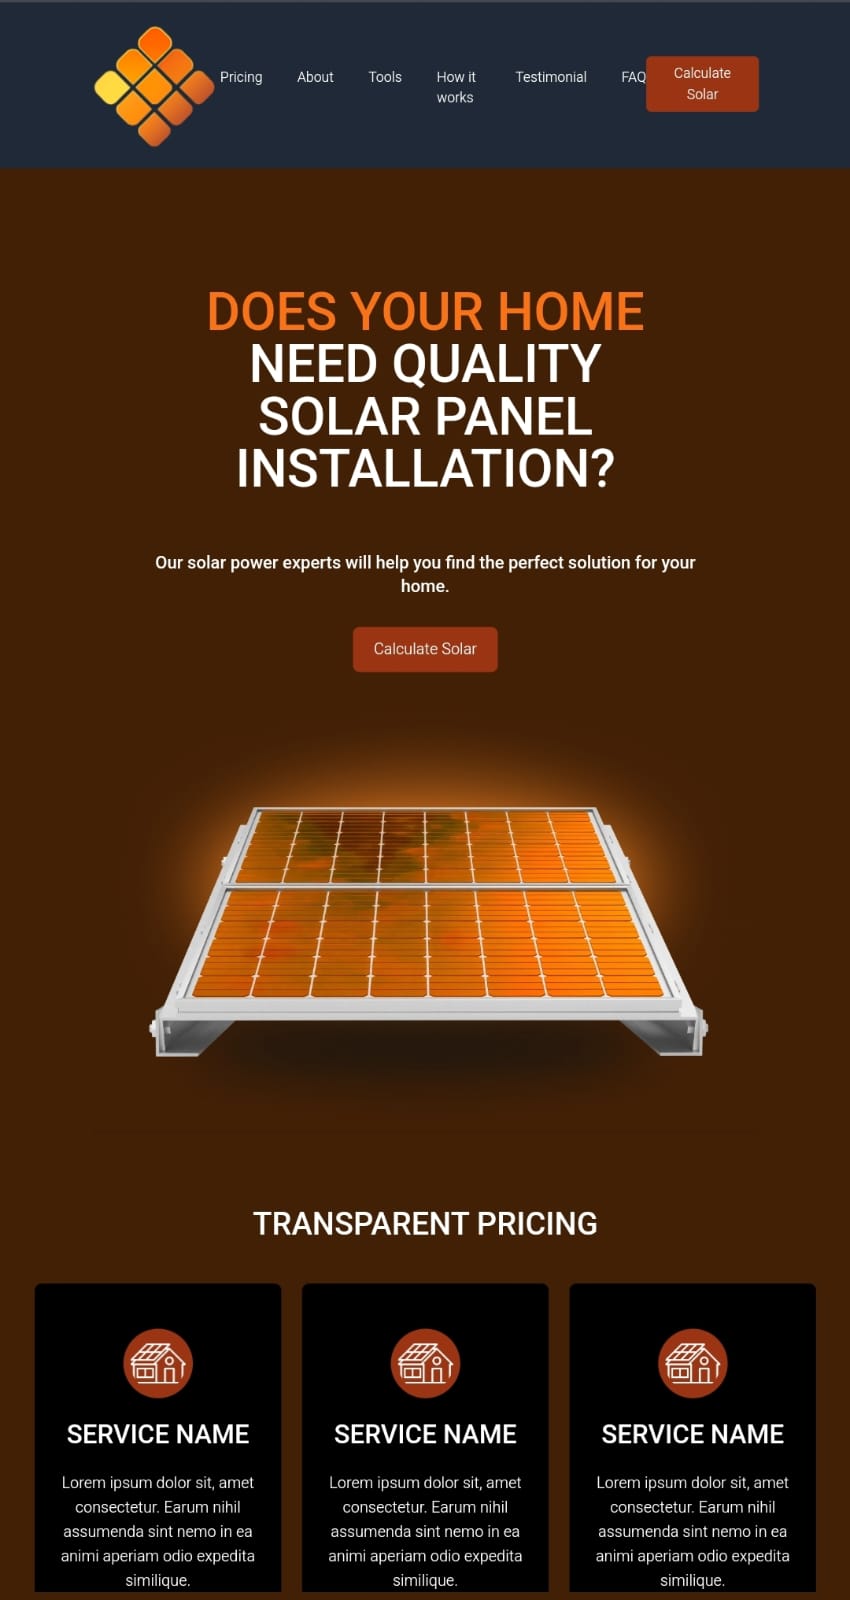 Pricing
About
Tools
How it
works
Testimonial
FAQ
Calculate
Solar
DOES YOUR HOME
NEED QUALITY
SOLAR PANEL
INSTALLATION?
Our solar power experts will help you find the perfect solution for your
home.
Calculate Solar
TRANSPARENT PRICING
SERVICE NAME
Lorem ipsum dolor sit, amet
consectetur. Earum nihil
assumenda sint nemo in ea
animi aperiam odio expedita
similique.
SERVICE NAME
Lorem ipsum dolor sit, amet
consectetur. Earum nihil
assumenda sint nemo in ea
animi aperiam odio expedita
similique.
SERVICE NAME
Lorem ipsum dolor sit, amet
consectetur. Earum nihil
assumenda sint nemo in ea
animi aperiam odio expedita
similique.